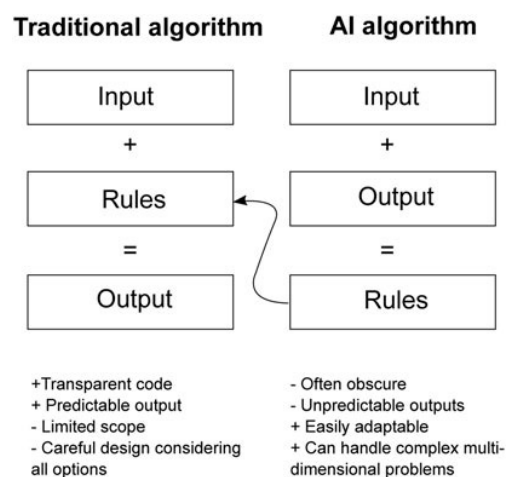 Traditional algorithm
Input
+
Rules
=
Output
+Transparent code
+ Predictable output
- Limited scope
- Careful design considering
all options
AI algorithm
Input
+
Output
=
Rules
- Often obscure
- Unpredictable outputs
+ Easily adaptable
+ Can handle complex multi-
dimensional problems